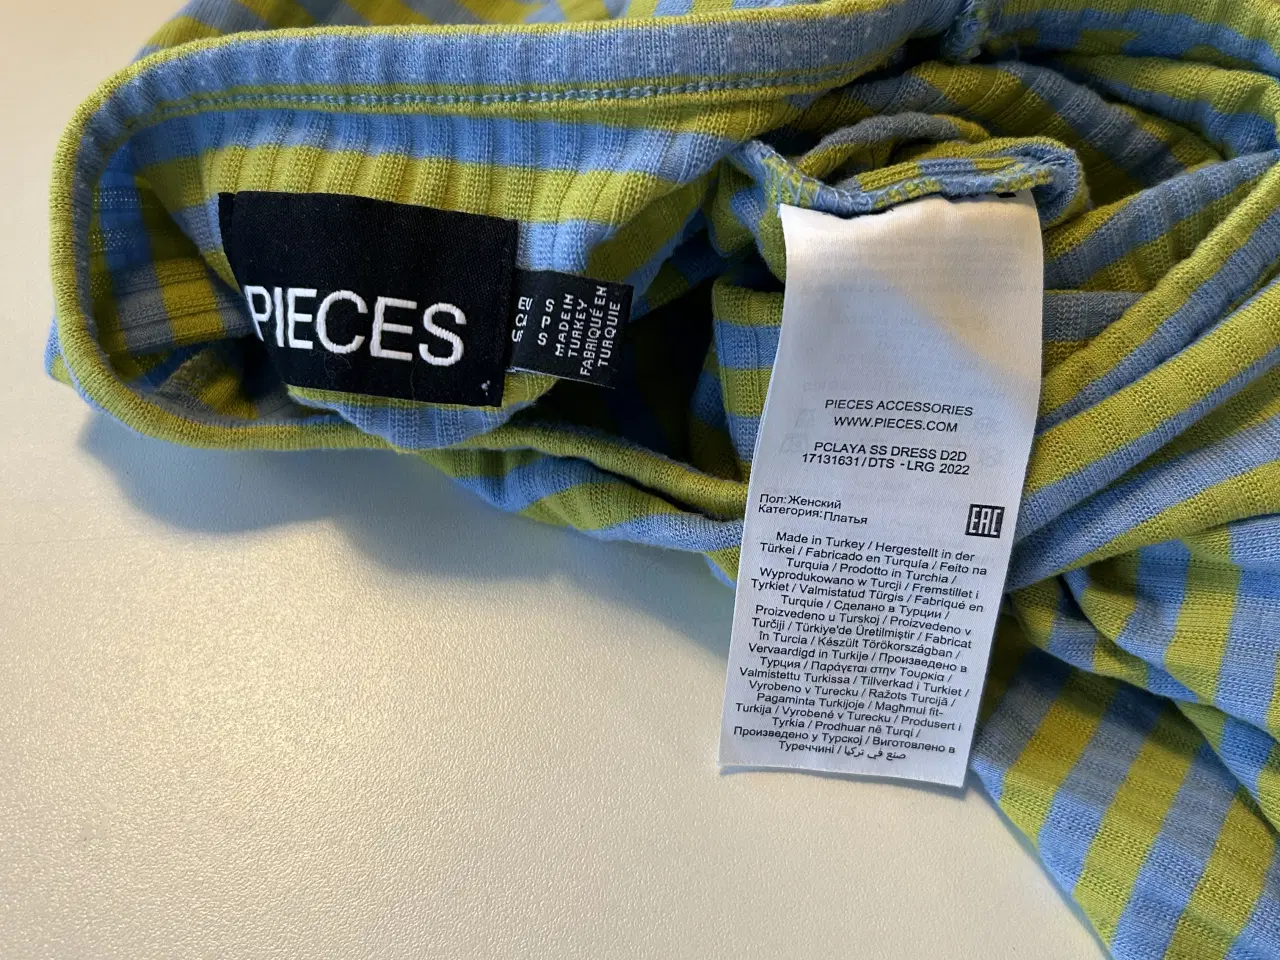 PIECES
EU S
CA P
US S
MADE IN
TURKEY
FABRIQUÉ EN
TURQUIE
PIECES ACCESSORIES
WWW.PIECES.COM
PCLAYA SS DRESS D2D
17131631/DTS - LRG 2022
Пол: Женский
Категория: Платья
EAC
Made in Turkey / Hergestellt in der
Türkei / Fabricado en Turquía / Feito na
Turquia / Prodotto in Turchia /
Wyprodukowano w Turcji / Fremstillet i
Tyrkiet / Valmistatud Türgis / Fabriqué en
Turquie / Сделано в Турции /
Proizvedeno u Turskoj / Proizvedeno v
Turčiji / Türkiye'de Üretilmiştir / Fabricat
în Turcia / Készült Törökországban /
Vervaardigd in Turkije / Произведено в
Турция / Παράγεται στην Τουρκία /
Valmistettu Turkissa / Tillverkad i Turkiet /
Vyrobeno v Turecku / Ražots Turcijā /
Pagaminta Turkijoje / Magħmul fit-
Turkija / Vyrobené v Turecku / Produsert i
Tyrkia / Prodhuar në Turqi /
Произведено у Турској / Виготовлено в
Туреччині / صنع في تركيا